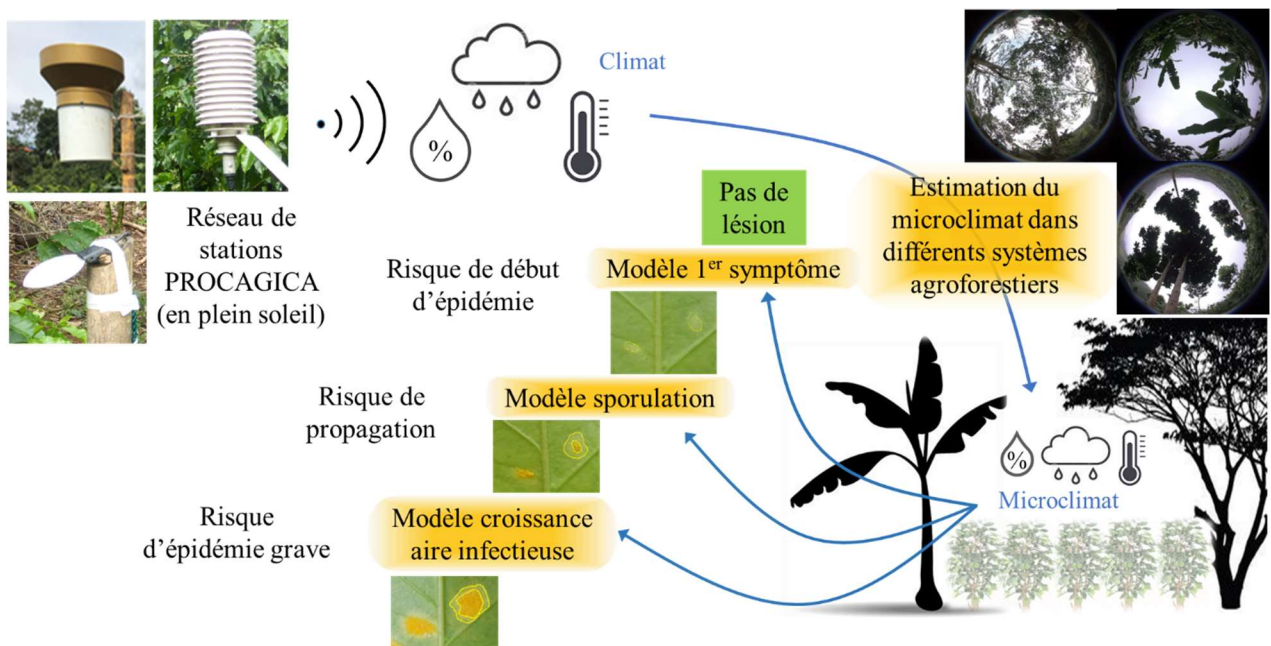 Climat
%
Réseau de
stations
PROCAGICA
(en plein soleil)
Pas de
lésion
Estimation du
microclimat dans
différents systèmes
agroforestiers
Risque de début
d’épidémie
Modèle 1er symptôme
Risque de
propagation
Modèle sporulation
%
Microclimat
Risque
d’épidémie grave
Modèle croissance
aire infectieuse